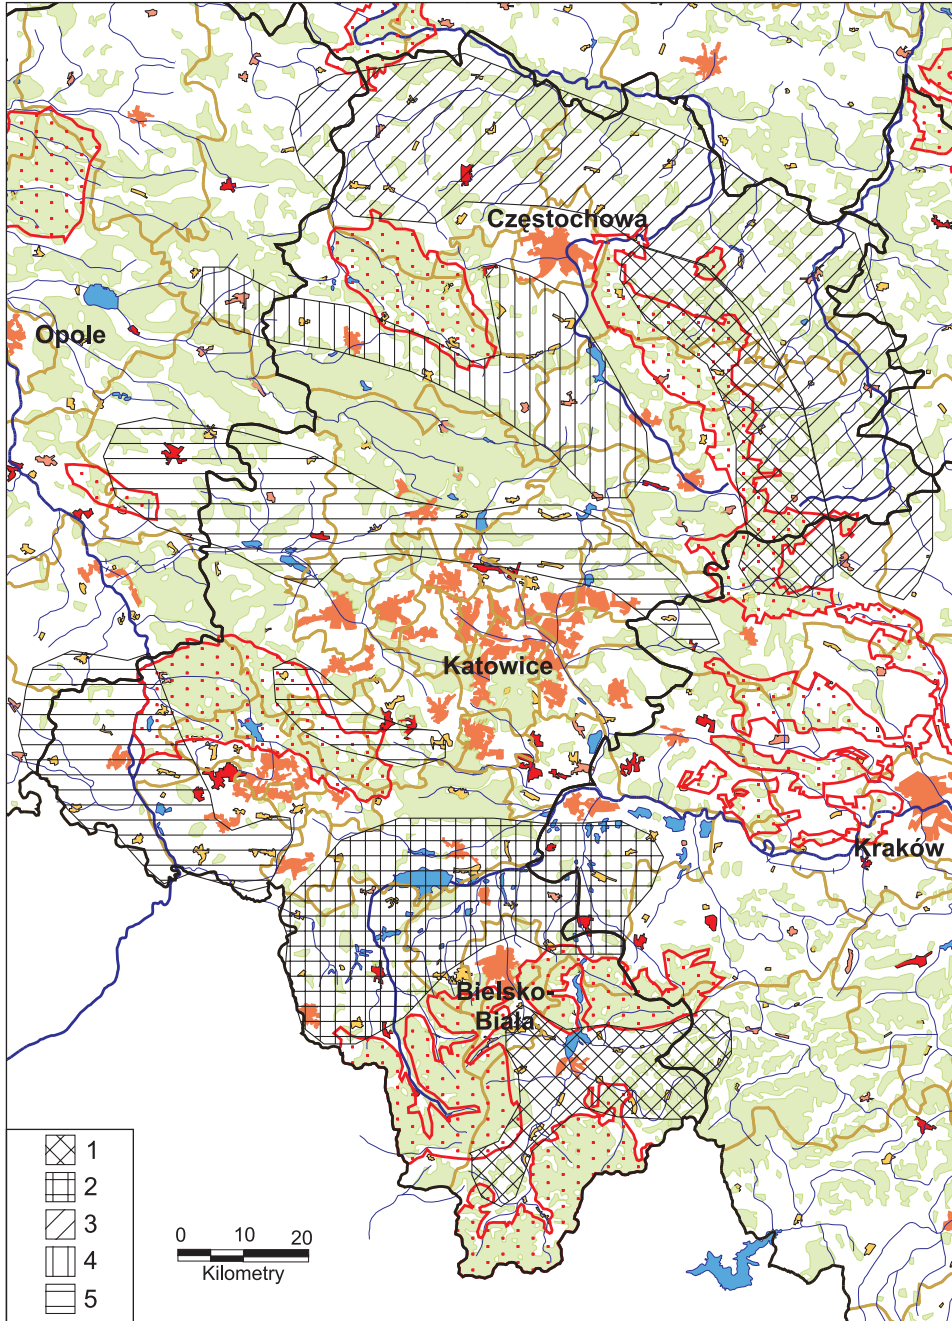 Częstochowa
Opole
Katowice
Kraków
Bielsko-
Biała
1
2
3
4
5
0 10 20
Kilometry